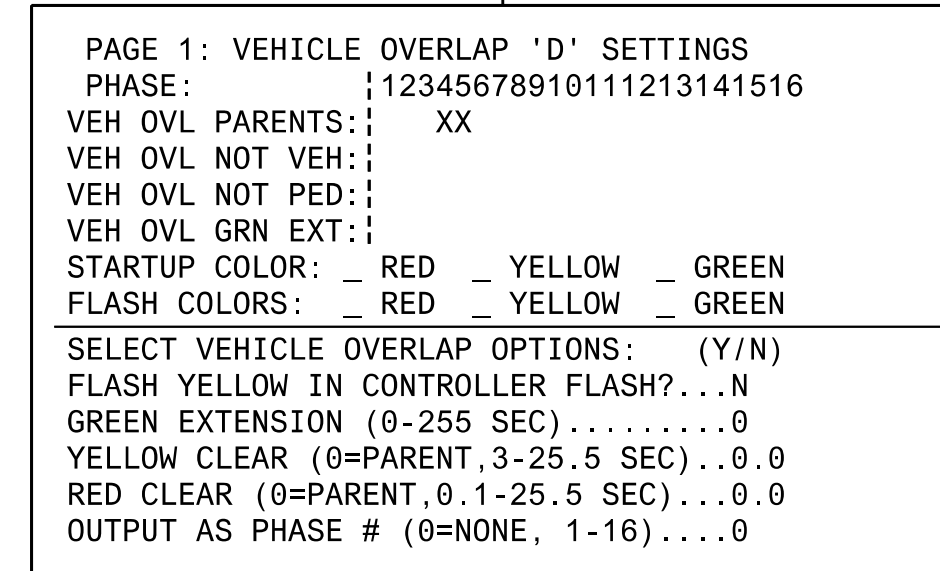 PAGE 1: VEHICLE OVERLAP 'D' SETTINGS
PHASE: ¦12345678910111213141516
VEH OVL PARENTS:¦ XX
VEH OVL NOT VEH:¦
VEH OVL NOT PED:¦
VEH OVL GRN EXT:¦
STARTUP COLOR: _ RED _ YELLOW _ GREEN
FLASH COLORS: _ RED _ YELLOW _ GREEN
SELECT VEHICLE OVERLAP OPTIONS: (Y/N)
FLASH YELLOW IN CONTROLLER FLASH?...N
GREEN EXTENSION (0-255 SEC).........0
YELLOW CLEAR (0=PARENT,3-25.5 SEC)..0.0
RED CLEAR (0=PARENT,0.1-25.5 SEC)...0.0
OUTPUT AS PHASE # (0=NONE, 1-16)....0